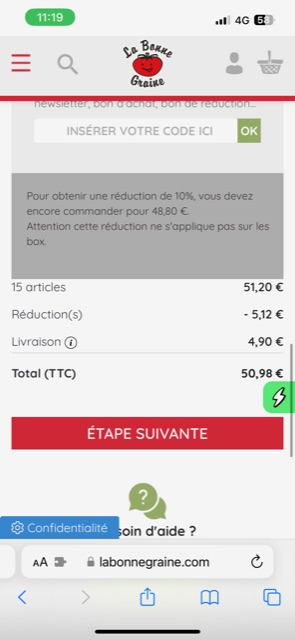 11:19
4G 58
La Bonne
Graine
newsletter, bon d'achat, bon de réduction...
INSÉRER VOTRE CODE ICI OK
Pour obtenir une réduction de 10%, vous devez
encore commander pour 48,80 €.
Attention cette réduction ne s'applique pas sur les
box.
15 articles 51,20 €
Réduction(s) - 5,12 €
Livraison i 4,90 €
Total (TTC) 50,98 €
ÉTAPE SUIVANTE
?
Confidentialité soin d'aide ?
AA labonnegraine.com